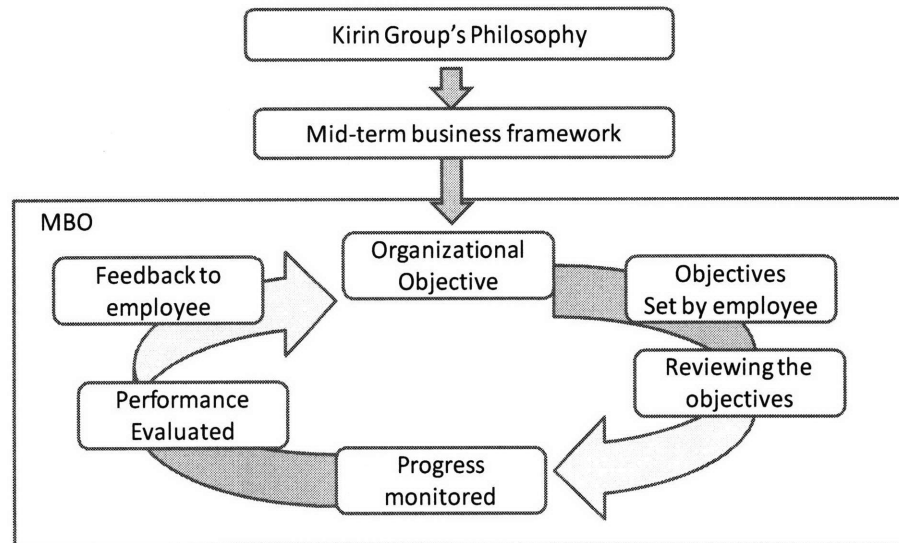 Kirin Group's Philosophy
Mid-term business framework
MBO
Organizational
Objective
Objectives
Set by employee
Reviewing the
objectives
Progress
monitored
Performance
Evaluated
Feedback to
employee